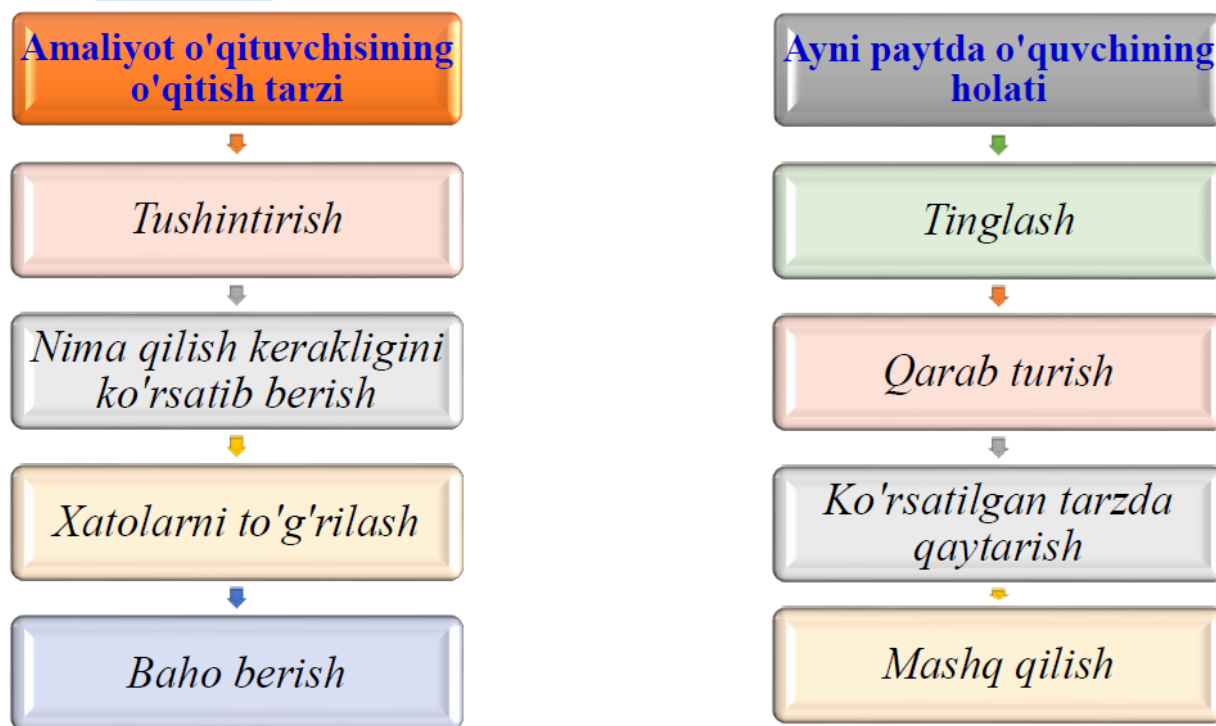 Amaliyot o'qituvchisining
o'qitish tarzi
Tushintirish
Nima qilish kerakligini
ko'rsatib berish
Xatolarni to'g'rilash
Baho berish
Ayni paytda o'quvchining
holati
Tinglash
Qarab turish
Ko'rsatilgan tarzda
qaytarish
Mashq qilish